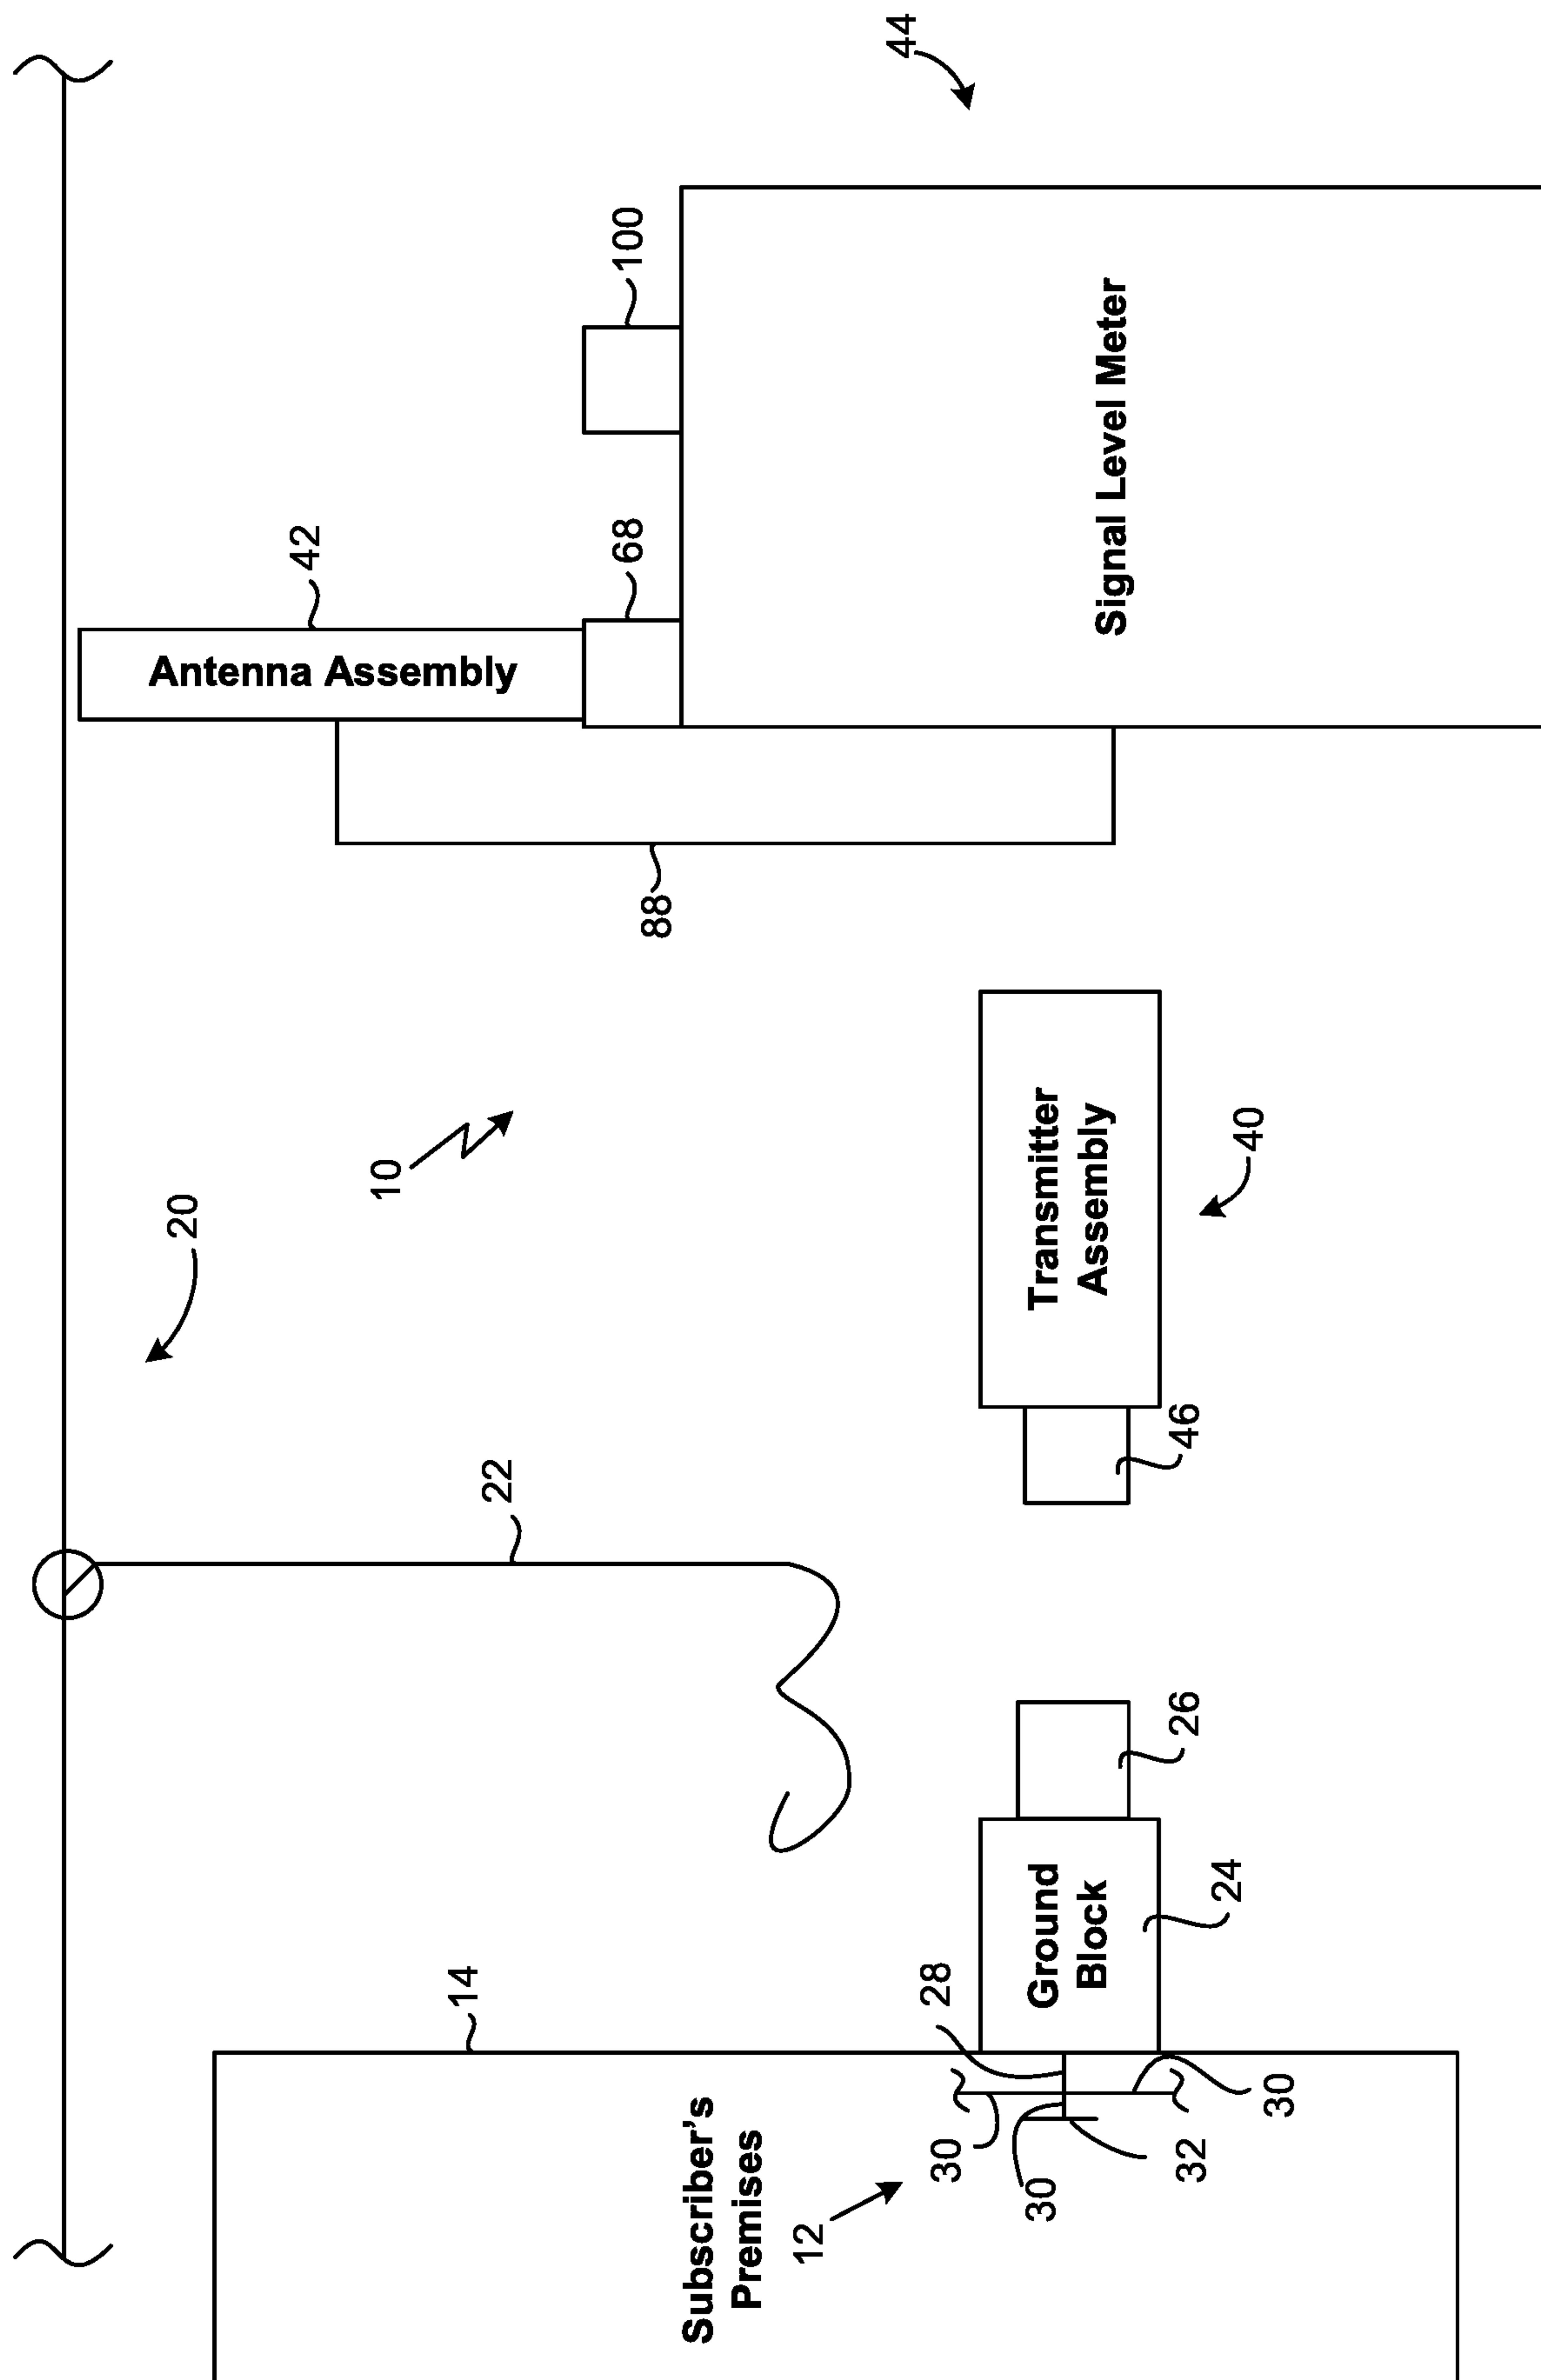 20
10
22
14
Subscriber's
Premises
12
30
30
28
32
30
Ground
Block
24
26
46
Transmitter
Assembly
40
88
42
Antenna Assembly
68
100
44
Signal Level Meter